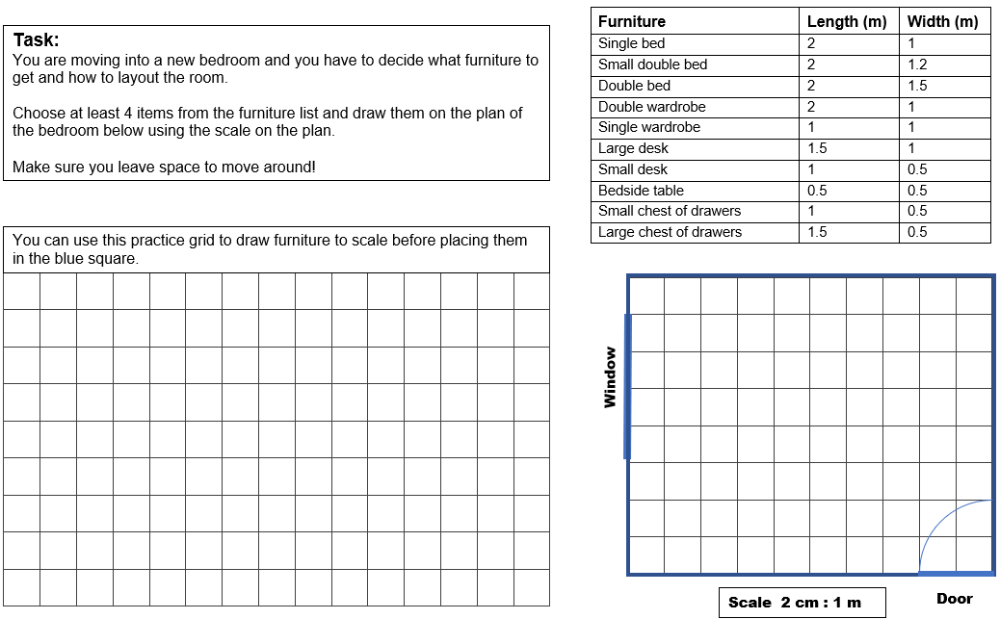 Task:
You are moving into a new bedroom and you have to decide what furniture to
get and how to layout the room.
Choose at least 4 items from the furniture list and draw them on the plan of
the bedroom below using the scale on the plan.
Make sure you leave space to move around!
You can use this practice grid to draw furniture to scale before placing them
in the blue square.
Furniture Length (m) Width (m)
Single bed 2 1
Small double bed 2 1.2
Double bed 2 1.5
Double wardrobe 2 1
Single wardrobe 1 1
Large desk 1.5 1
Small desk 1 0.5
Bedside table 0.5 0.5
Small chest of drawers 1 0.5
Large chest of drawers 1.5 0.5
Window
Scale 2 cm : 1 m
Door